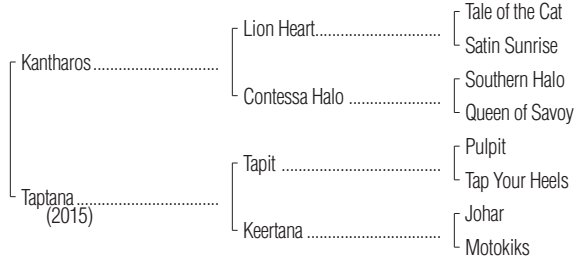 Tale of the Cat
Lion Heart
Satin Sunrise
Kantharos
Southern Halo
Contessa Halo
Queen of Savoy
Pulpit
Tapit
Tap Your Heels
Taptana
(2015)
Johar
Keertana
Motokiks